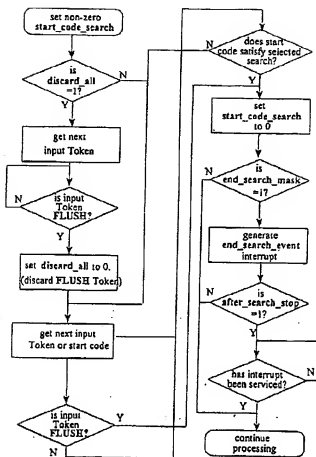 set non-zero
start_code_search
is
discard_all
=1?
N
Y
get next
input Token
is input
Token
FLUSH?
N
Y
set discard_all to 0.
(discard FLUSH Token)
get next input
Token or start code
is input
Token
FLUSH?
Y
N
does start
code satisfy selected
search?
N
Y
set
start_code_search
to 0
is
end_search_mask
=1?
N
Y
generate
end_search_event
interrupt
is
after_search_stop
=1?
N
Y
has interrupt
been serviced?
N
Y
continue
processing